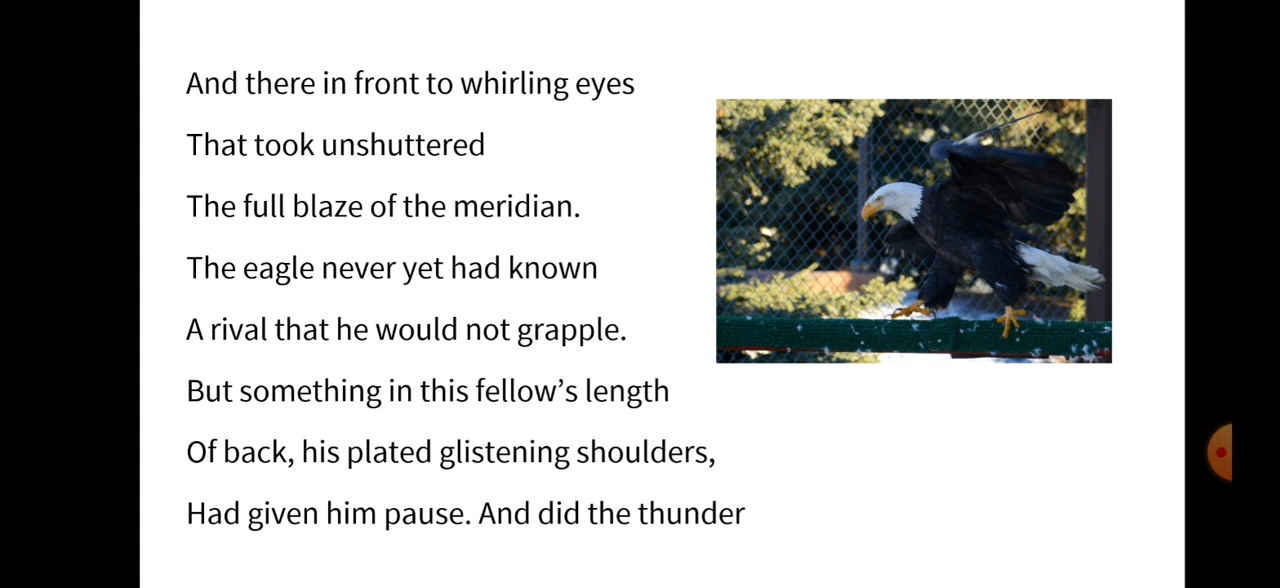 And there in front to whirling eyes
That took unshuttered
The full blaze of the meridian.
The eagle never yet had known
A rival that he would not grapple.
But something in this fellow’s length
Of back, his plated glistening shoulders,
Had given him pause. And did the thunder